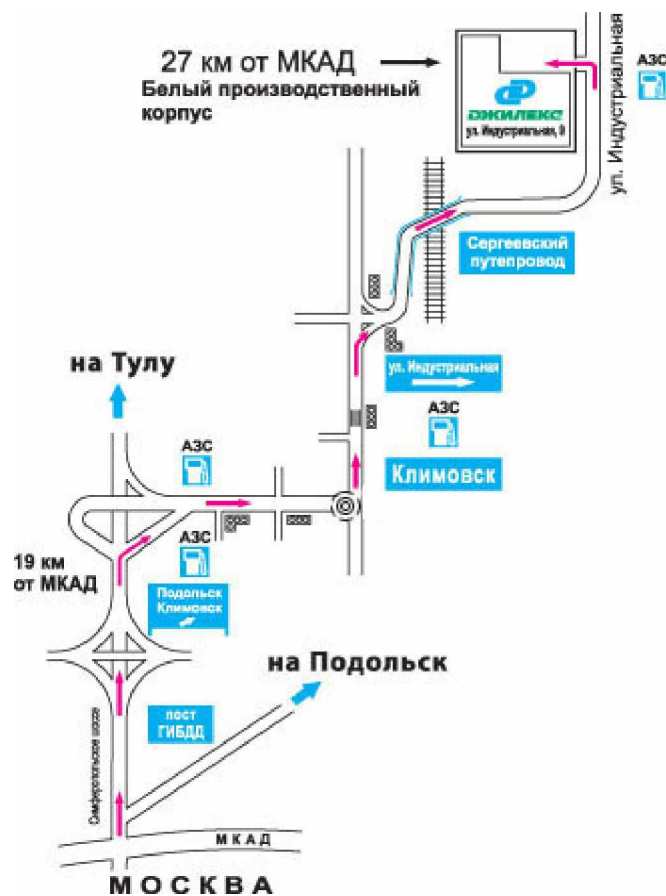 27 км от МКАД
Белый производственный
корпус
ДЖИЛЕКС
ул. Индустриальная, 9
ул. Индустриальная
АЗС
Сергеевский
путепровод
на Тулу
ул. Индустриальная
АЗС
Климовск
АЗС
АЗС
19 км
от МКАД
Подольск
Климовск
на Подольск
пост
ГИБДД
Симферопольское шоссе
МКАД
МОСКВА